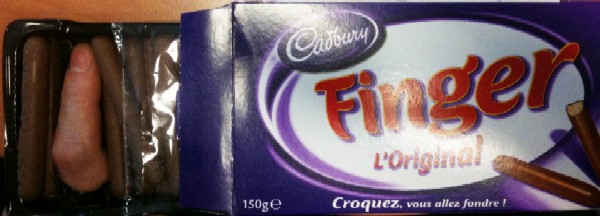 Cadbury
Finger
L'Original
150g℮
Croquez, vous allez fondre !